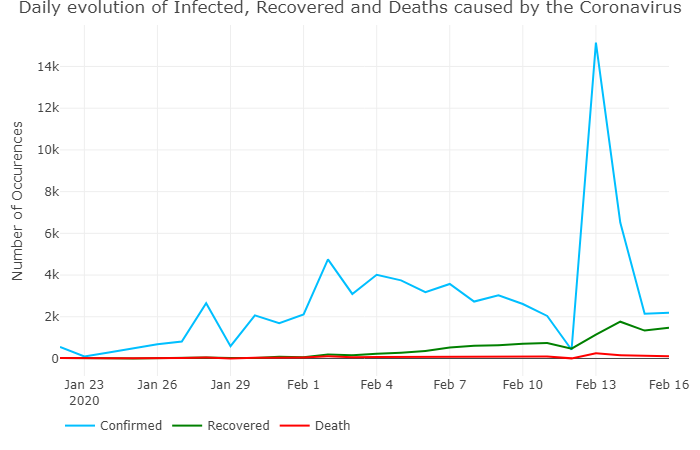 Daily evolution of Infected, Recovered and Deaths caused by the Coronavirus
Number of Occurences
14k
12k
10k
8k
6k
4k
2k
0
Jan 23 Jan 26 Jan 29 Feb 1 Feb 4 Feb 7 Feb 10 Feb 13 Feb 16
2020
Confirmed Recovered Death